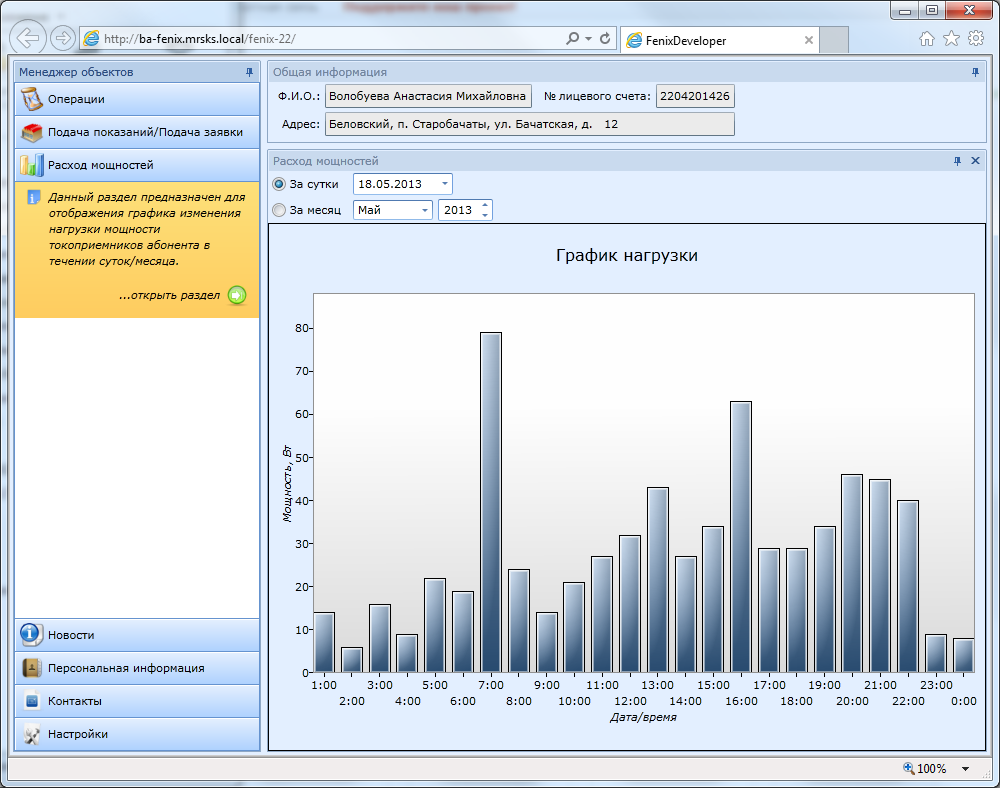 http://ba-fenix.mrsks.local/fenix-22/
FenixDeveloper
Менеджер объектов
Операции
Подача показаний/Подача заявки
Расход мощностей
Данный раздел предназначен для
отображения графика изменения
нагрузки мощности
токоприемников абонента в
течении суток/месяца.
...открыть раздел
Новости
Персональная информация
Контакты
Настройки
Общая информация
Ф.И.О.: Волобуева Анастасия Михайловна № лицевого счета: 2204201426
Адрес: Беловский, п. Старобачаты, ул. Бачатская, д. 12
Расход мощностей
За сутки 18.05.2013
За месяц Май 2013
График нагрузки
Мощность, Вт
80
70
60
50
40
30
20
10
0
1:00 3:00 5:00 7:00 9:00 11:00 13:00 15:00 17:00 19:00 21:00 23:00
2:00 4:00 6:00 8:00 10:00 12:00 14:00 16:00 18:00 20:00 22:00 0:00
Дата/время
100%